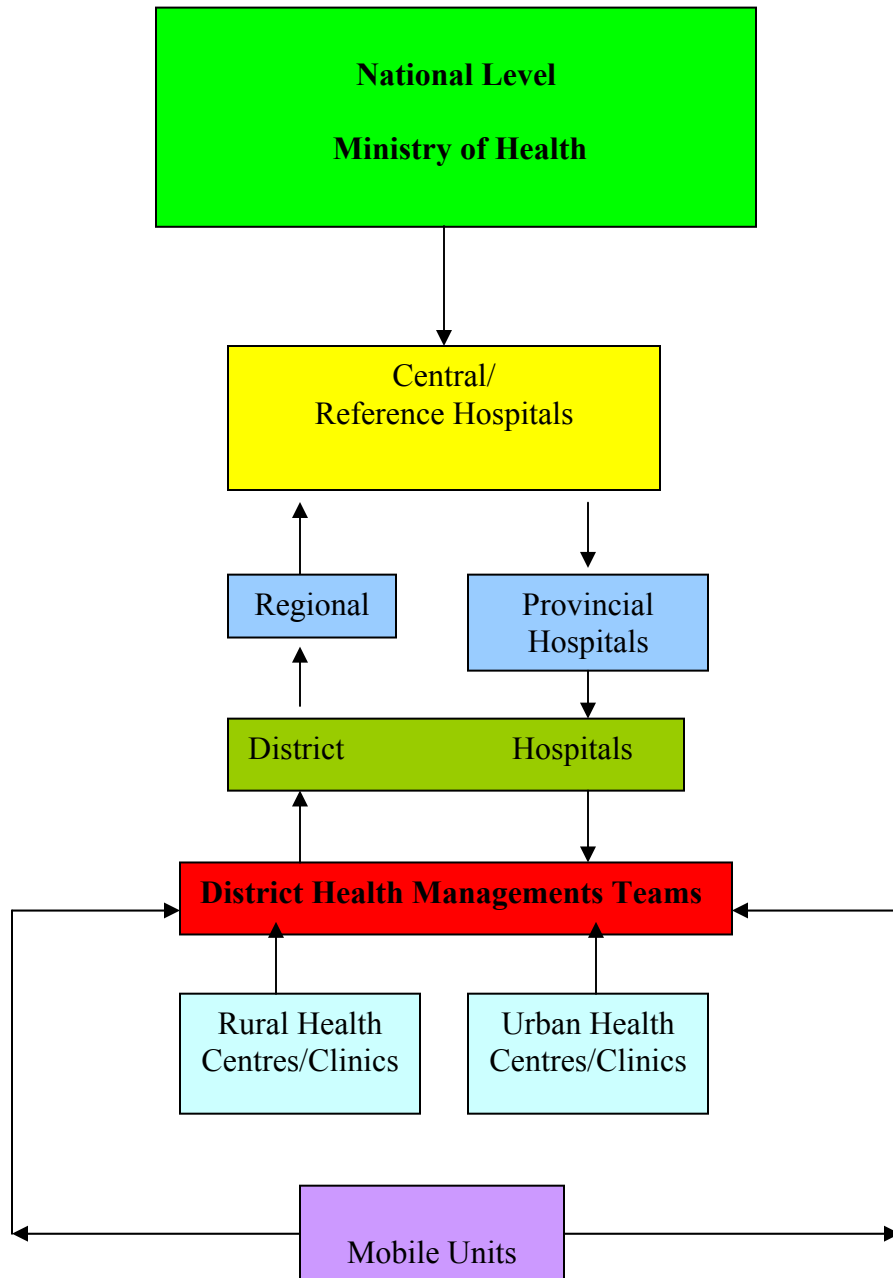 National Level
Ministry of Health
Central/
Reference Hospitals
Regional
Provincial
Hospitals
District Hospitals
District Health Managements Teams
Rural Health
Centres/Clinics
Urban Health
Centres/Clinics
Mobile Units